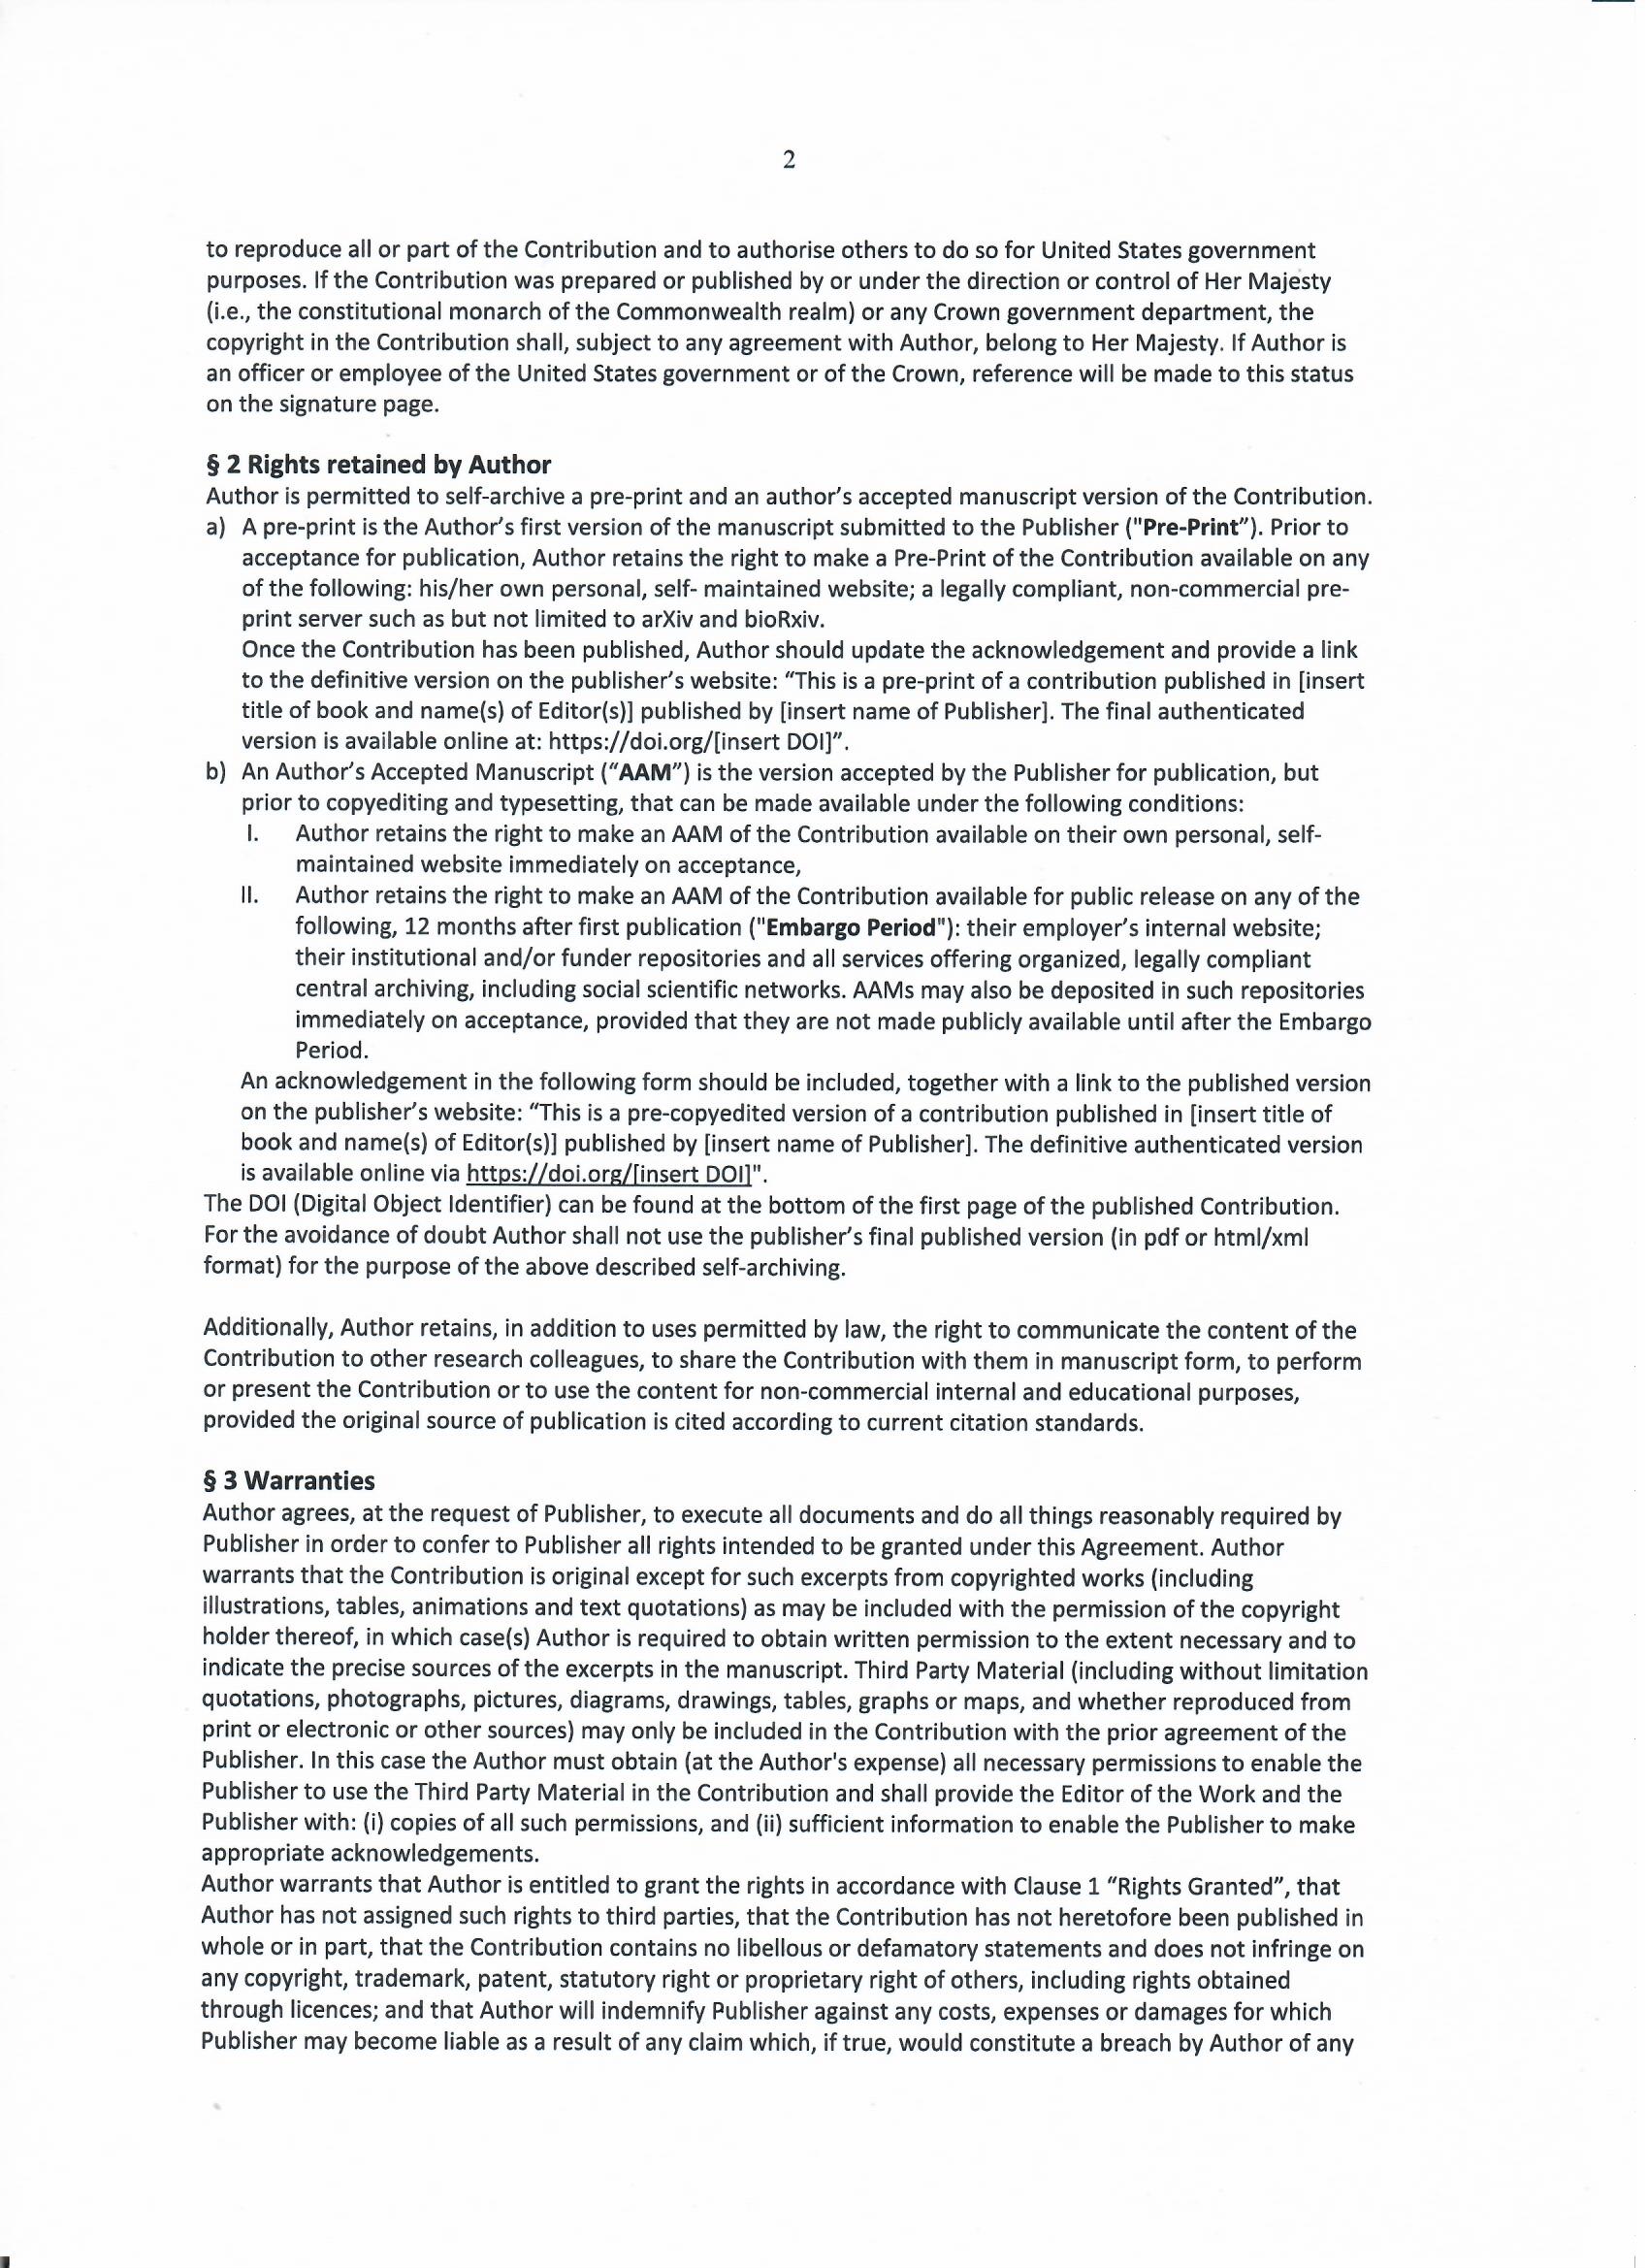 2
to reproduce all or part of the Contribution and to authorise others to do so for United States government
purposes. If the Contribution was prepared or published by or under the direction or control of Her Majesty
(i.e., the constitutional monarch of the Commonwealth realm) or any Crown government department, the
copyright in the Contribution shall, subject to any agreement with Author, belong to Her Majesty. If Author is
an officer or employee of the United States government or of the Crown, reference will be made to this status
on the signature page.
§ 2 Rights retained by Author
Author is permitted to self-archive a pre-print and an author's accepted manuscript version of the Contribution.
a) A pre-print is the Author's first version of the manuscript submitted to the Publisher ("Pre-Print"). Prior to
acceptance for publication, Author retains the right to make a Pre-Print of the Contribution available on any
of the following: his/her own personal, self- maintained website; a legally compliant, non-commercial pre-
print server such as but not limited to arXiv and bioRxiv.
Once the Contribution has been published, Author should update the acknowledgement and provide a link
to the definitive version on the publisher's website: “This is a pre-print of a contribution published in [insert
title of book and name(s) of Editor(s)] published by [insert name of Publisher]. The final authenticated
version is available online at: https://doi.org/[insert DOI]”.
b) An Author's Accepted Manuscript (“AAM”) is the version accepted by the Publisher for publication, but
prior to copyediting and typesetting, that can be made available under the following conditions:
I. Author retains the right to make an AAM of the Contribution available on their own personal, self-
maintained website immediately on acceptance,
II. Author retains the right to make an AAM of the Contribution available for public release on any of the
following, 12 months after first publication ("Embargo Period"): their employer's internal website;
their institutional and/or funder repositories and all services offering organized, legally compliant
central archiving, including social scientific networks. AAMs may also be deposited in such repositories
immediately on acceptance, provided that they are not made publicly available until after the Embargo
Period.
An acknowledgement in the following form should be included, together with a link to the published version
on the publisher's website: “This is a pre-copyedited version of a contribution published in [insert title of
book and name(s) of Editor(s)] published by [insert name of Publisher]. The definitive authenticated version
is available online via https://doi.org/[insert DOI]".
The DOI (Digital Object Identifier) can be found at the bottom of the first page of the published Contribution.
For the avoidance of doubt Author shall not use the publisher's final published version (in pdf or html/xml
format) for the purpose of the above described self-archiving.
Additionally, Author retains, in addition to uses permitted by law, the right to communicate the content of the
Contribution to other research colleagues, to share the Contribution with them in manuscript form, to perform
or present the Contribution or to use the content for non-commercial internal and educational purposes,
provided the original source of publication is cited according to current citation standards.
§ 3 Warranties
Author agrees, at the request of Publisher, to execute all documents and do all things reasonably required by
Publisher in order to confer to Publisher all rights intended to be granted under this Agreement. Author
warrants that the Contribution is original except for such excerpts from copyrighted works (including
illustrations, tables, animations and text quotations) as may be included with the permission of the copyright
holder thereof, in which case(s) Author is required to obtain written permission to the extent necessary and to
indicate the precise sources of the excerpts in the manuscript. Third Party Material (including without limitation
quotations, photographs, pictures, diagrams, drawings, tables, graphs or maps, and whether reproduced from
print or electronic or other sources) may only be included in the Contribution with the prior agreement of the
Publisher. In this case the Author must obtain (at the Author's expense) all necessary permissions to enable the
Publisher to use the Third Party Material in the Contribution and shall provide the Editor of the Work and the
Publisher with: (i) copies of all such permissions, and (ii) sufficient information to enable the Publisher to make
appropriate acknowledgements.
Author warrants that Author is entitled to grant the rights in accordance with Clause 1 “Rights Granted”, that
Author has not assigned such rights to third parties, that the Contribution has not heretofore been published in
whole or in part, that the Contribution contains no libellous or defamatory statements and does not infringe on
any copyright, trademark, patent, statutory right or proprietary right of others, including rights obtained
through licences; and that Author will indemnify Publisher against any costs, expenses or damages for which
Publisher may become liable as a result of any claim which, if true, would constitute a breach by Author of any